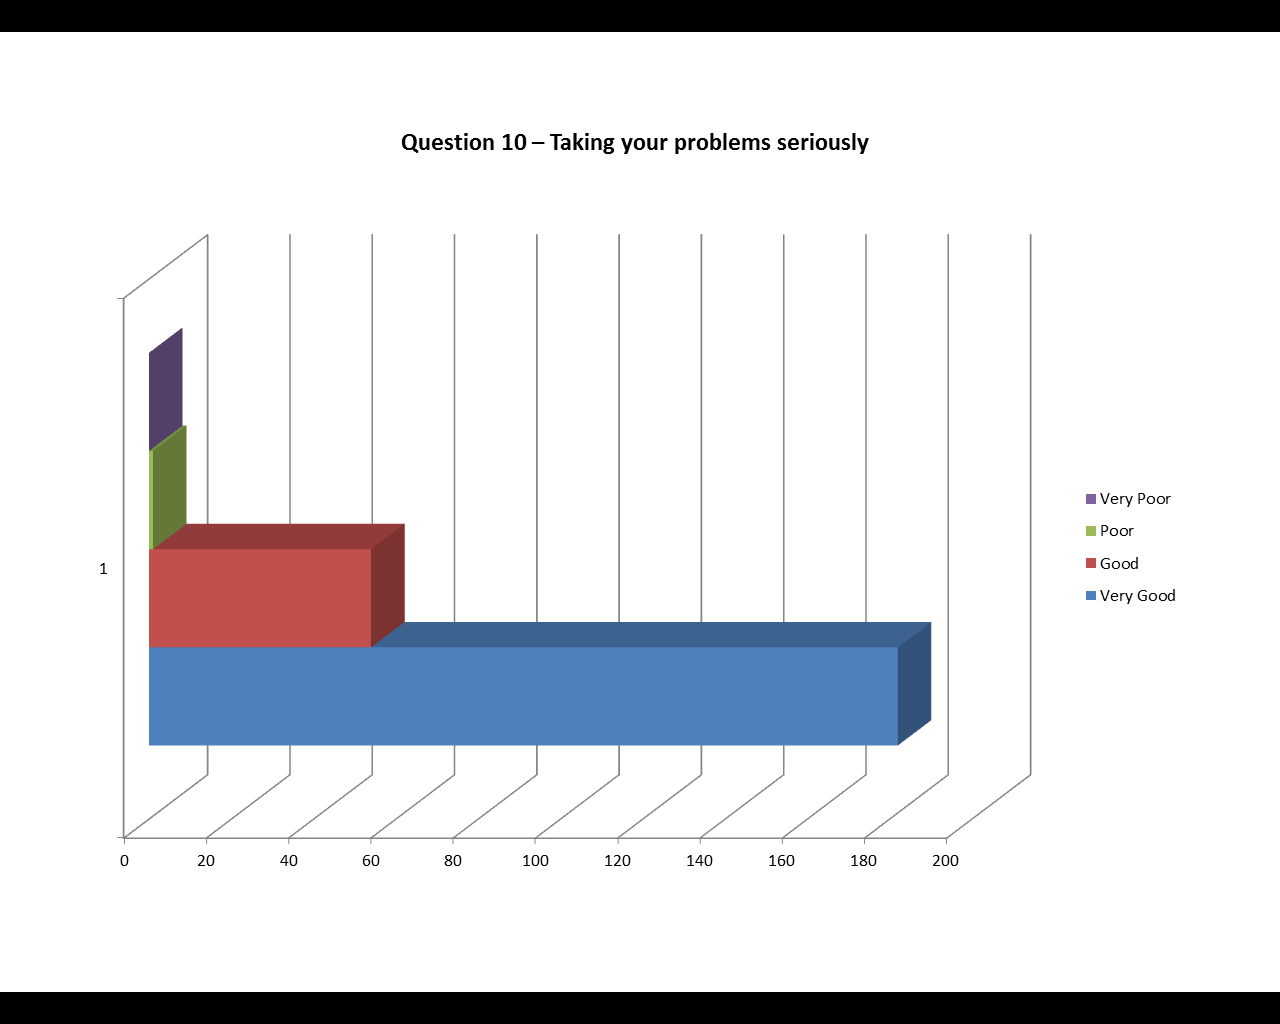 Question 10 – Taking your problems seriously
1
0 20 40 60 80 100 120 140 160 180 200
Very Poor
Poor
Good
Very Good